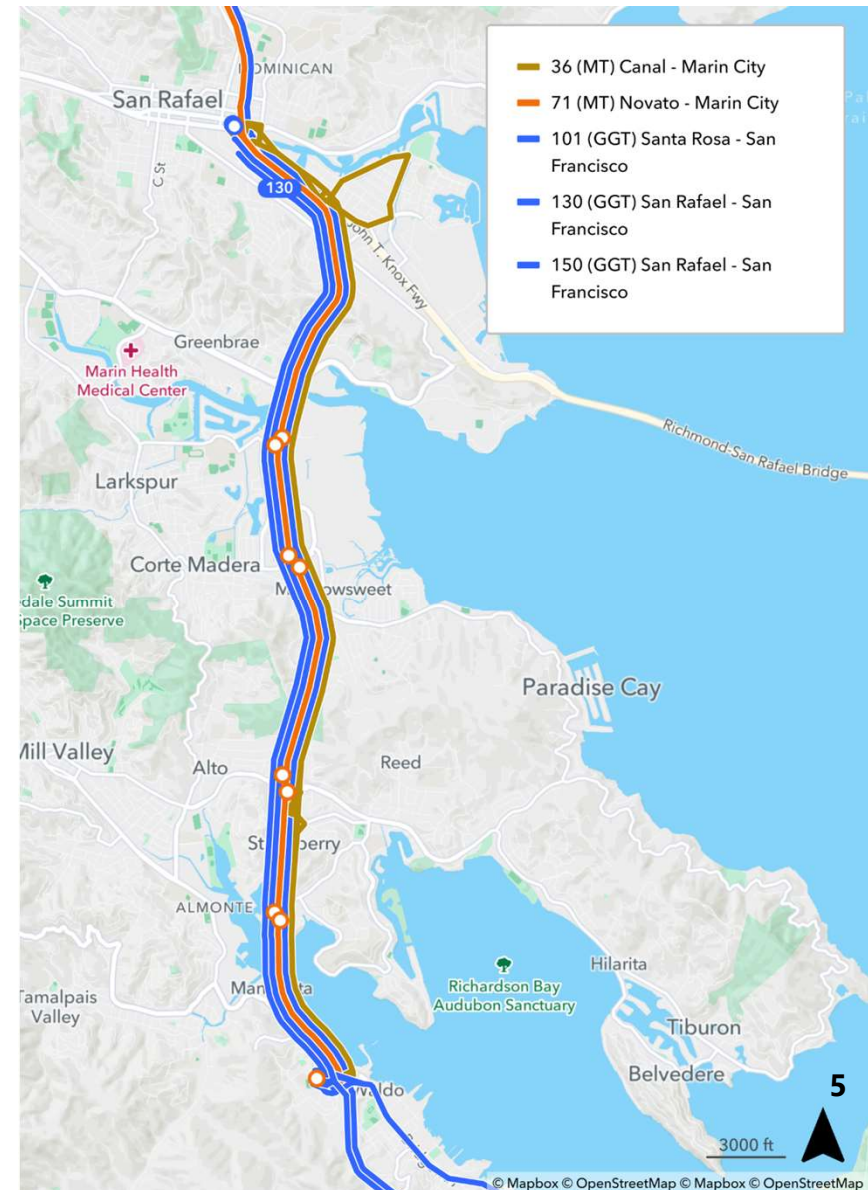 36 (MT) Canal - Marin City
71 (MT) Novato - Marin City
101 (GGT) Santa Rosa - San
Francisco
130 (GGT) San Rafael - San
Francisco
150 (GGT) San Rafael - San
Francisco
San Rafael
C St
130
John T. Knox Fwy
Greenbrae
Marin Health
Medical Center
Richmond-San Rafael Bridge
Larkspur
Corte Madera
Space Preserve
Summit
Paradise Cay
Mill Valley
Alto
Reed
ALMONTE
Richardson Bay
Audubon Sanctuary
Hilarita
Tamalpais
Valley
Tiburon
Belvedere
5
3000 ft
© Mapbox © OpenStreetMap © Mapbox © OpenStreetMap